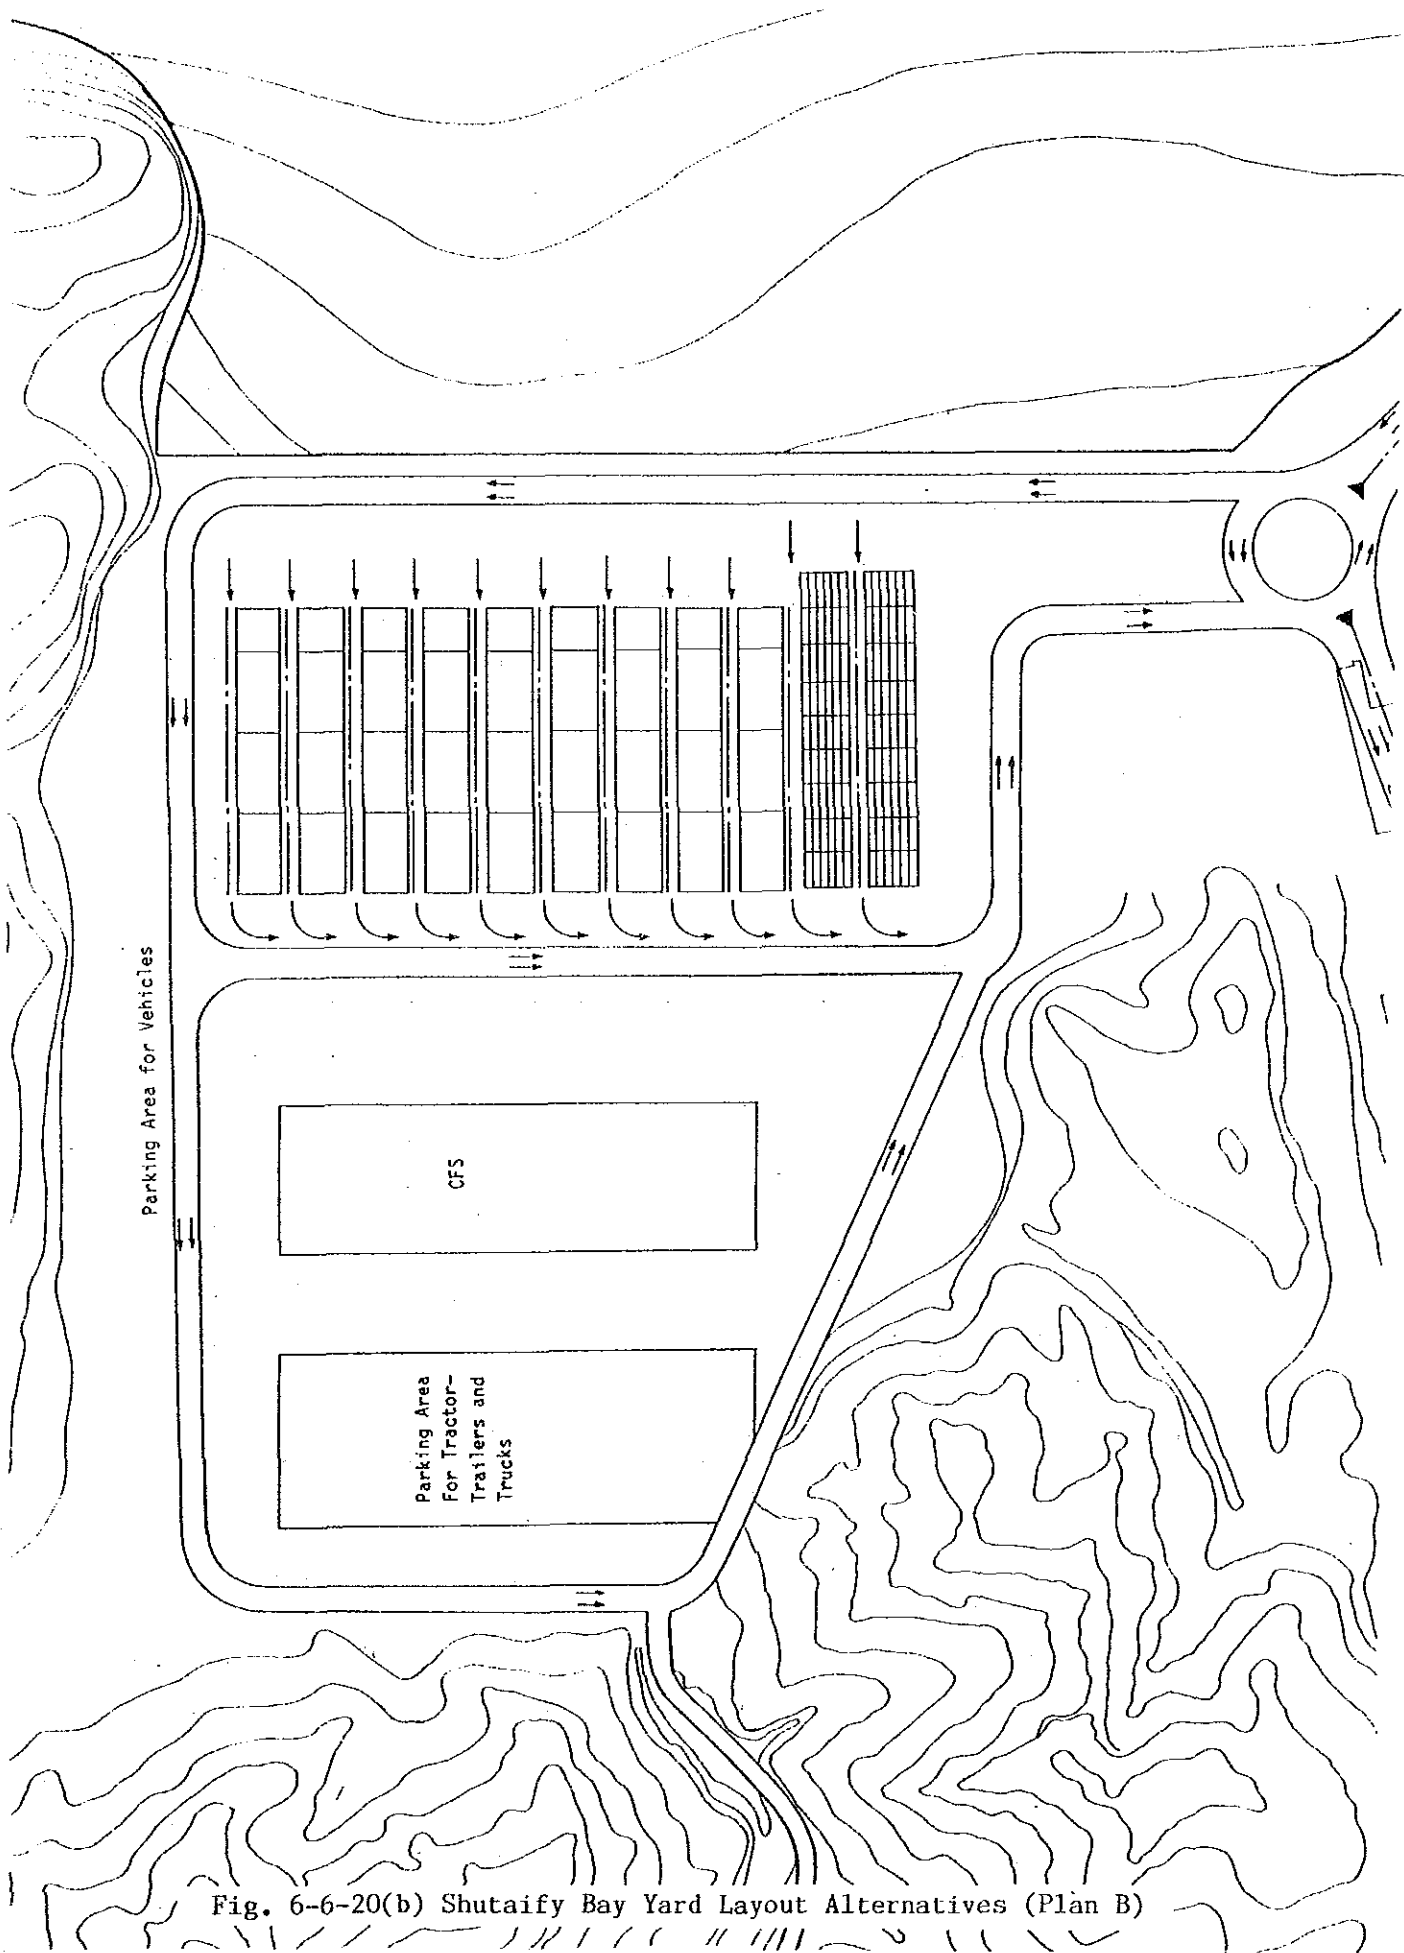 Parking Area for Vehicles
CFS
Parking Area
For Tractor-
Trailers and
Trucks
Fig. 6-6-20(b) Shutaify Bay Yard Layout Alternatives (Plan B)